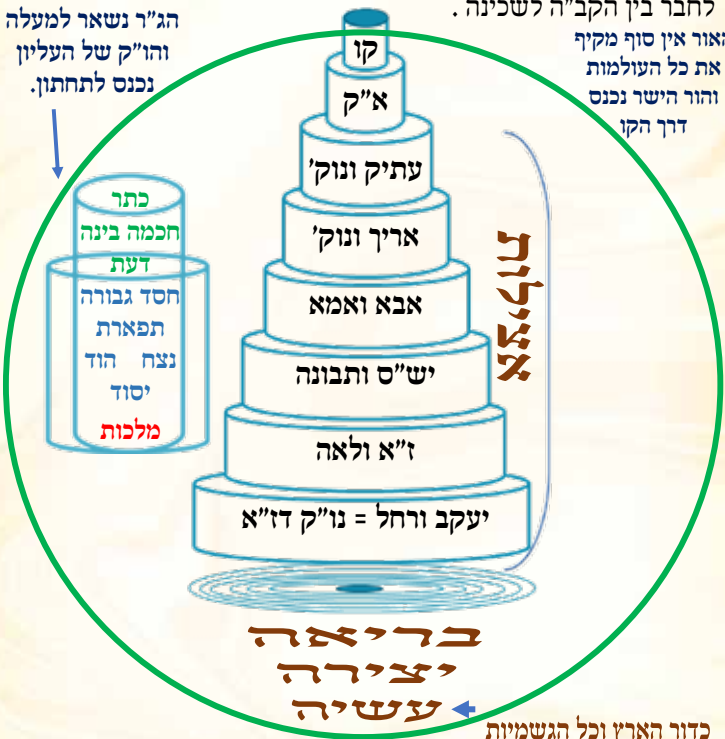 לחבר בין הקב"ה לשכינה .
האור אין סוף מקיף
את כל העולמות
והור הישר נכנס
דרך הקו
הג"ר נשאר למעלה
והו"ק של העליון
נכנס לתחתון.
קו
א"ק
עתיק ונוק'
אריך ונוק'
אבא ואמא
יש"ס ותבונה
ז"א ולאה
יעקב ורחל = נו"ק דז"א
אצילות
כתר
חכמה בינה
דעת
חסד גבורה
תפארת
נצח הוד
יסוד
מלכות
בריאה
יצירה
עשיה
כדור הארץ וכל הגשמיות